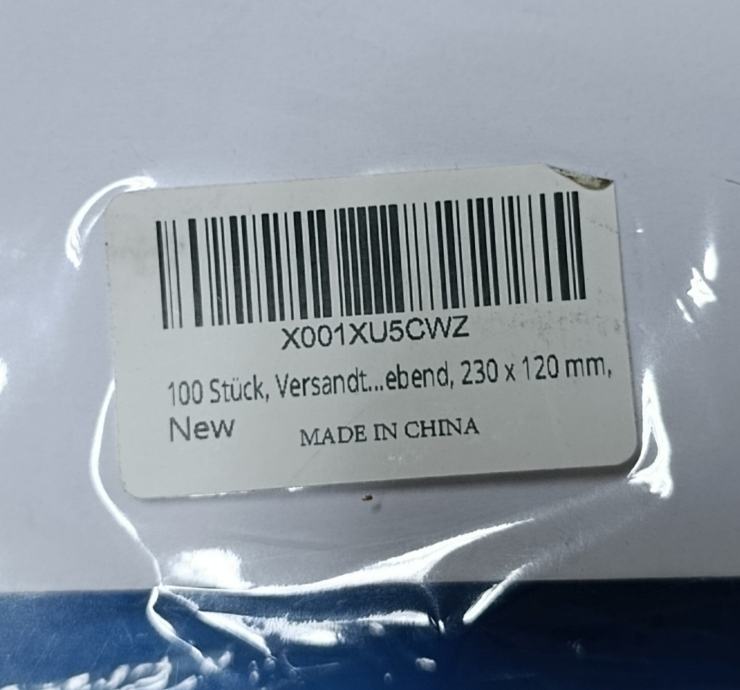 X001XU5CWZ
100 Stück, Versandt...ebend, 230 x 120 mm,
New
MADE IN CHINA